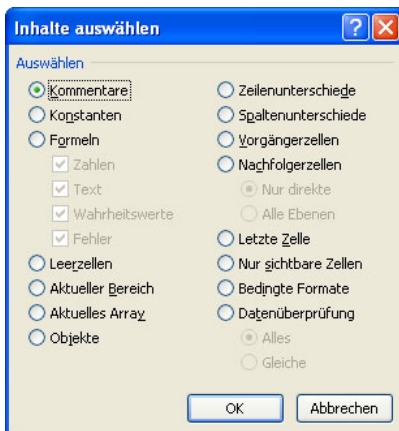 Inhalte auswählen
Auswählen
Kommentare
Konstanten
Formeln
Zahlen
Text
Wahrheitswerte
Fehler
Leerzellen
Aktueller Bereich
Aktuelles Array
Objekte
Zeilenunterschiede
Spaltenunterschiede
Vorgängerzellen
Nachfolgerzellen
Nur direkte
Alle Ebenen
Letzte Zelle
Nur sichtbare Zellen
Bedingte Formate
Datenüberprüfung
Alles
Gleiche
OK
Abbrechen